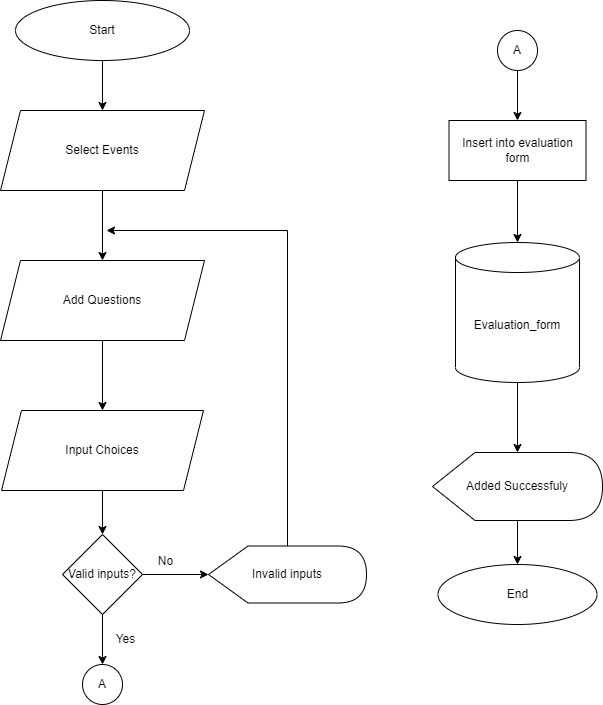 Start
Select Events
Add Questions
Input Choices
Valid inputs?
No
Invalid inputs
Yes
A
A
Insert into evaluation
form
Evaluation_form
Added Successfuly
End